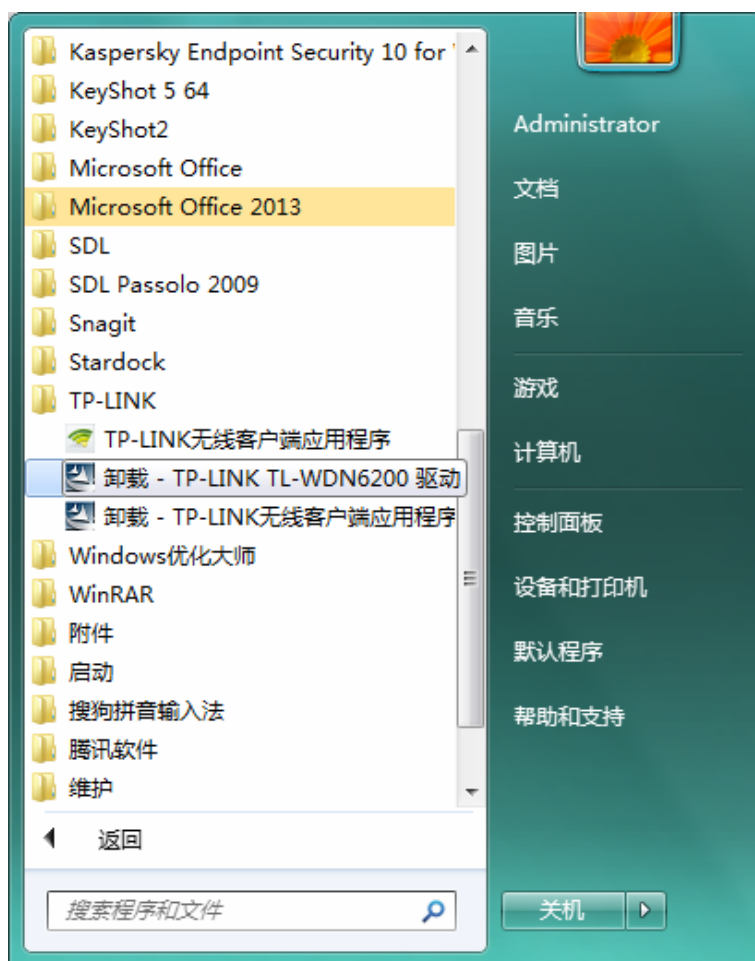 Kaspersky Endpoint Security 10 for
KeyShot 5 64
KeyShot2
Microsoft Office
Microsoft Office 2013
SDL
SDL Passolo 2009
Snagit
Stardock
TP-LINK
TP-LINK无线客户端应用程序
卸载 - TP-LINK TL-WDN6200 驱动
卸载 - TP-LINK无线客户端应用程序
Windows优化大师
WinRAR
附件
启动
搜狗拼音输入法
腾讯软件
维护
返回
搜索程序和文件
Administrator
文档
图片
音乐
游戏
计算机
控制面板
设备和打印机
默认程序
帮助和支持
关机